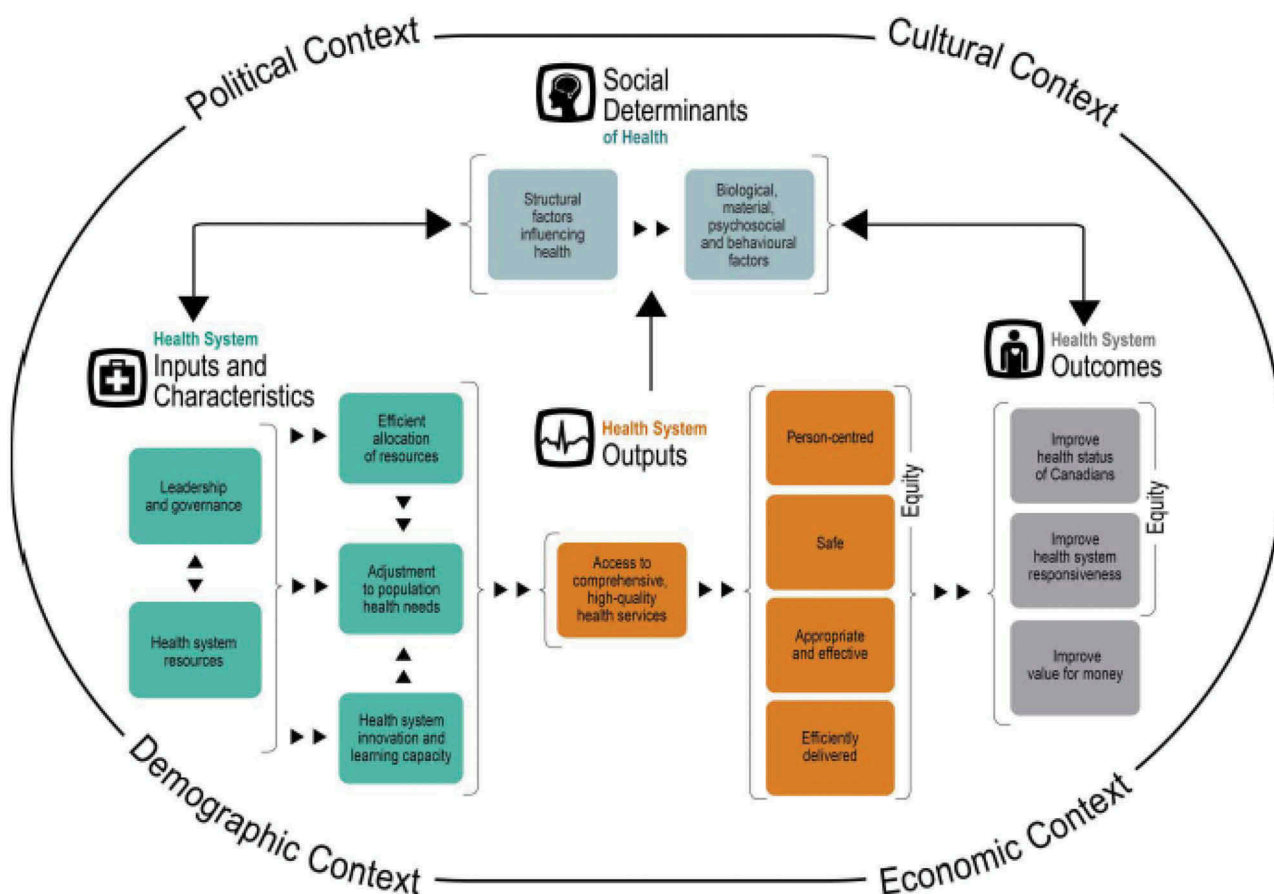 Political Context
Cultural Context
Social
Determinants
of Health
Structural
factors
influencing
health
Biological,
material,
psychosocial
and behavioural
factors
Health System
Inputs and
Characteristics
Leadership
and governance
Health system
resources
Efficient
allocation
of resources
Adjustment
to population
health needs
Health system
innovation and
learning capacity
Health System
Outputs
Access to
comprehensive,
high-quality
health services
Person-centred
Safe
Appropriate
and effective
Efficiently
delivered
Equity
Health System
Outcomes
Improve
health status
of Canadians
Improve
health system
responsiveness
Improve
value for money
Equity
Demographic Context
Economic Context